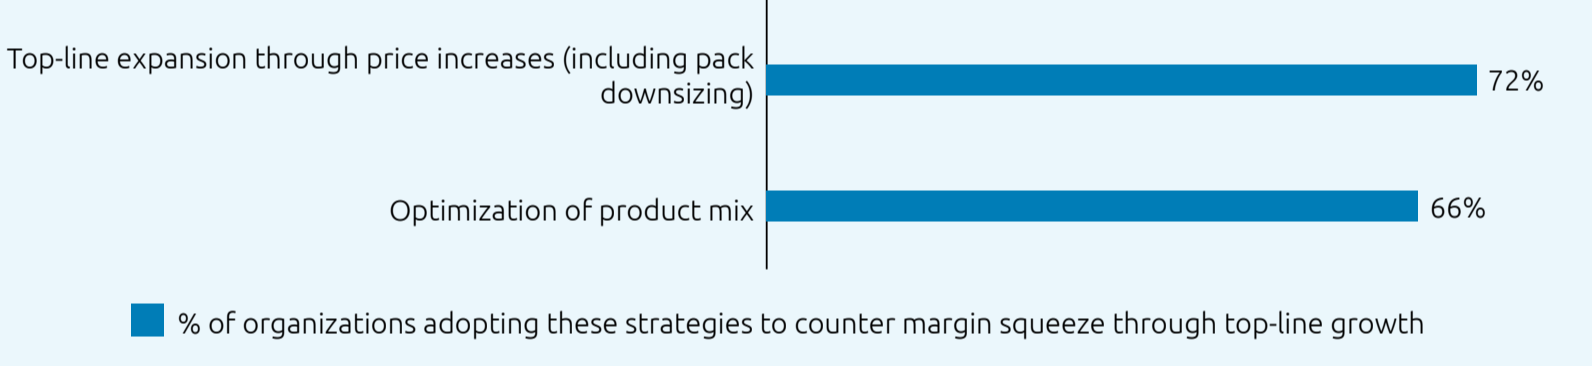 Top-line expansion through price increases (including pack
downsizing)
72%
Optimization of product mix
66%
% of organizations adopting these strategies to counter margin squeeze through top-line growth